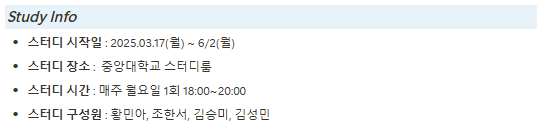 Study Info
• 스터디 시작일 : 2025.03.17(월) ~ 6/2(월)
• 스터디 장소 : 중앙대학교 스터디룸
• 스터디 시간 : 매주 월요일 1회 18:00~20:00
• 스터디 구성원 : 황민아, 조한서, 김승미, 김성민